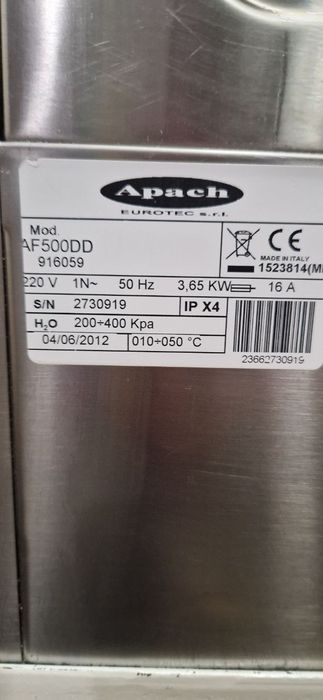 Apach
EUROTEC s.r.l.
Mod.
AF500DD
916059
CE
MADE IN ITALY
1523814(M
220 V 1N~ 50 Hz 3,65 KW 16 A
S/N 2730919 IP X4
H₂O 200÷400 Kpa
04/06/2012 010÷050 °C
23662730919